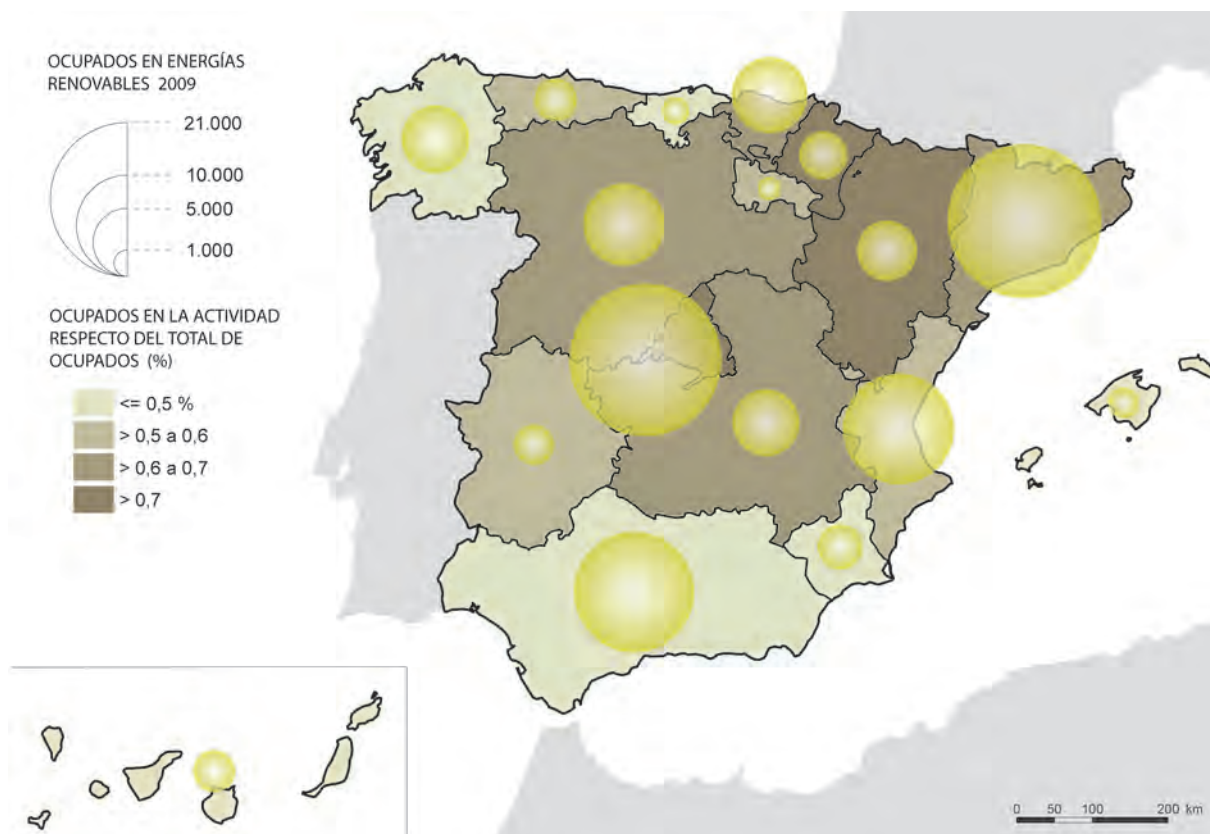 OCUPADOS EN ENERGÍAS
RENOVABLES 2009
21.000
10.000
5.000
1.000
OCUPADOS EN LA ACTIVIDAD
RESPECTO DEL TOTAL DE
OCUPADOS (%)
<= 0,5 %
> 0,5 a 0,6
> 0,6 a 0,7
> 0,7
0 50 100 200 km